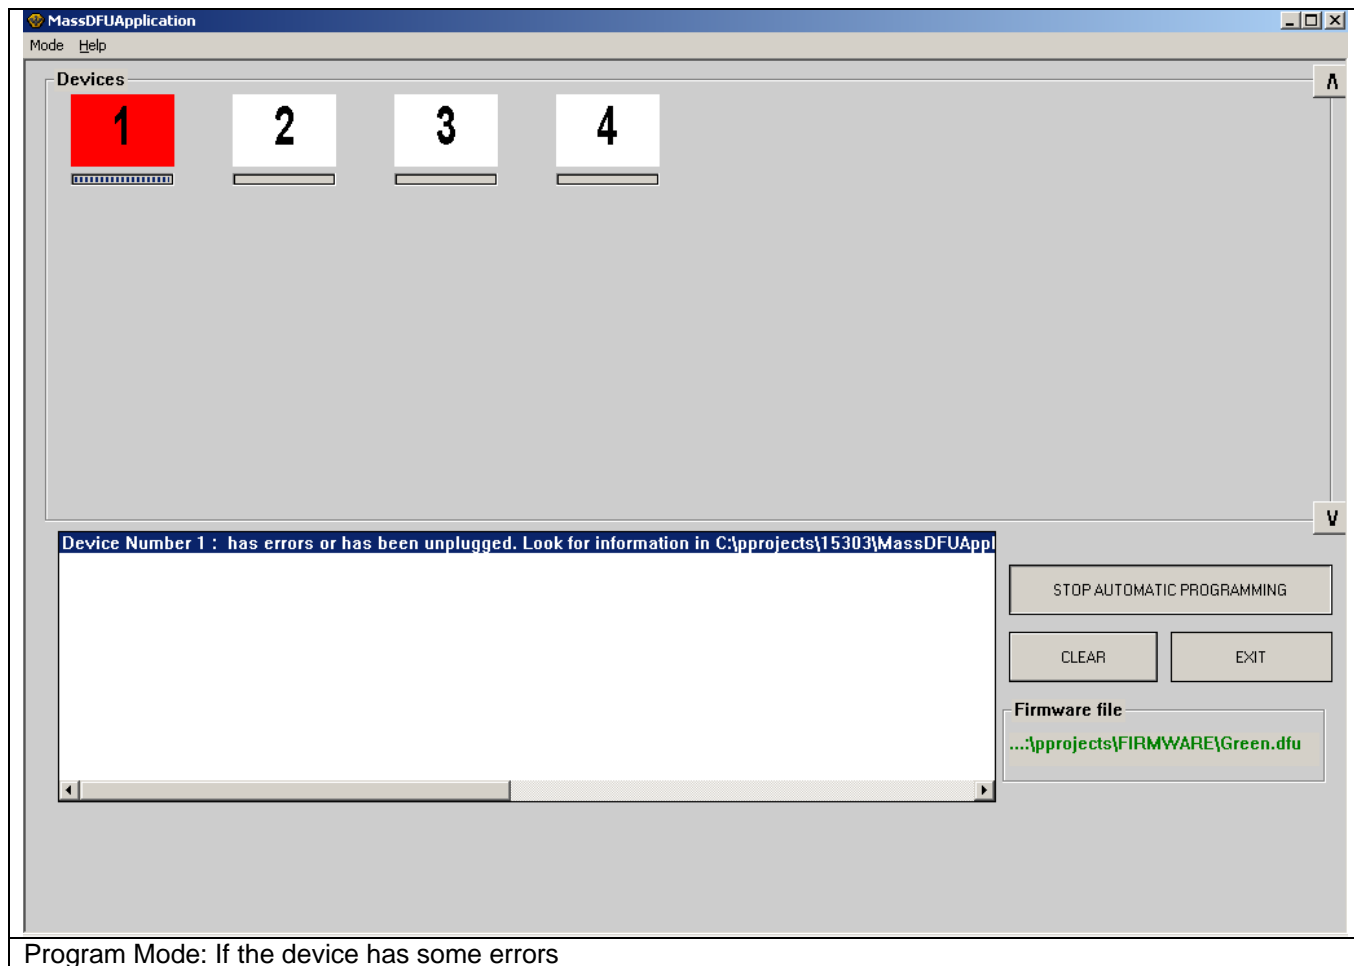 MassDFUApplication
Mode Help
Devices
1 2 3 4
Device Number 1 : has errors or has been unplugged. Look for information in C:\pprojects\15303\MassDFUAppl
STOP AUTOMATIC PROGRAMMING
CLEAR EXIT
Firmware file
...:\pprojects\FIRMWARE\Green.dfu
Program Mode: If the device has some errors